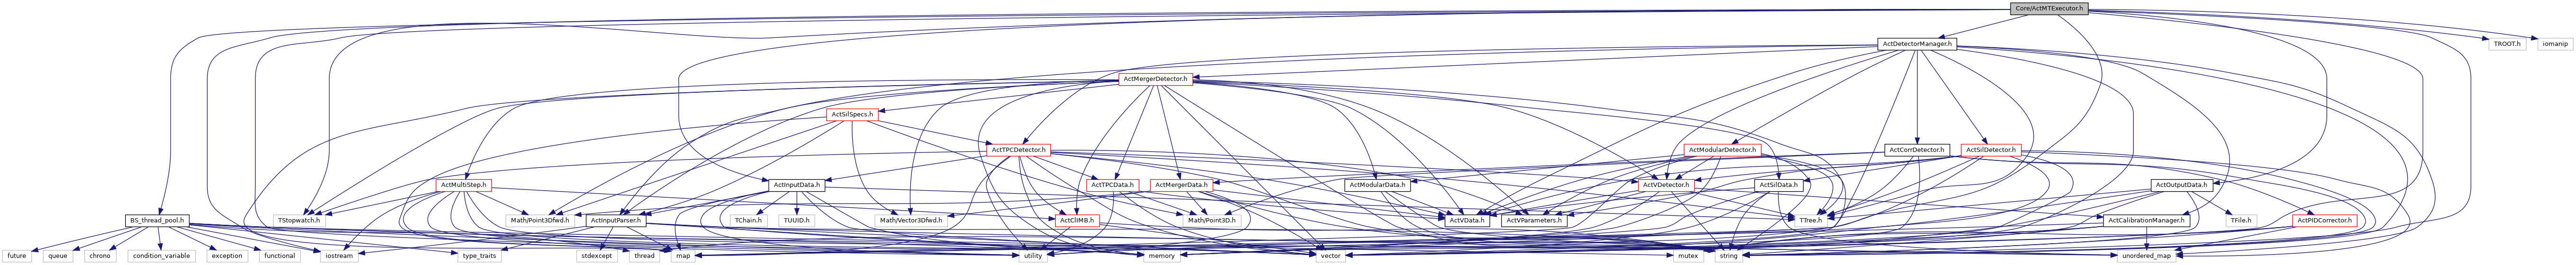 Core/ActMTExecutor.h
ActDetectorManager.h
TROOT.h
iomanip
ActMergerDetector.h
ActSilSpecs.h
ActTPCDetector.h
ActModularDetector.h
ActCorrDetector.h
ActSilDetector.h
ActMultiStep.h
ActInputData.h
ActTPCData.h
ActMergerData.h
ActModularData.h
ActVDetector.h
ActSilData.h
ActOutputData.h
BS_thread_pool.h
TStopwatch.h
Math/Point3Dfwd.h
ActInputParser.h
TChain.h
TUUID.h
Math/Vector3Dfwd.h
ActClIMB.h
Math/Point3D.h
ActVData.h
ActVParameters.h
TTree.h
ActCalibrationManager.h
TFile.h
ActPIDCorrector.h
future
queue
chrono
condition_variable
exception
functional
iostream
type_traits
stdexcept
thread
map
utility
memory
vector
mutex
string
unordered_map